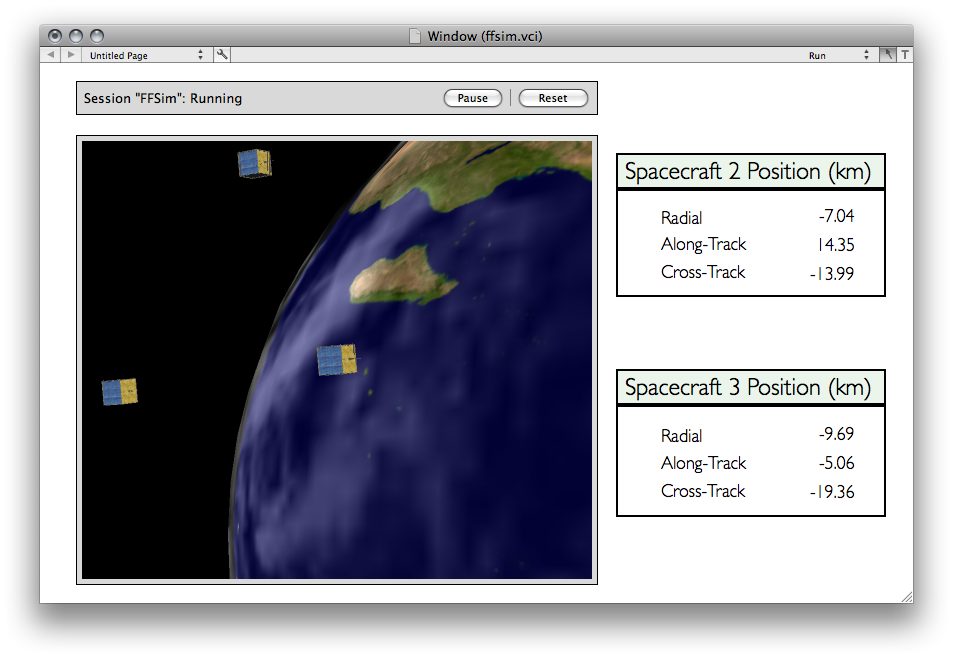 Window (ffsim.vci)
Untitled Page
Run
T
Session "FFSim": Running
Pause
Reset
Spacecraft 2 Position (km)
Radial -7.04
Along-Track 14.35
Cross-Track -13.99
Spacecraft 3 Position (km)
Radial -9.69
Along-Track -5.06
Cross-Track -19.36